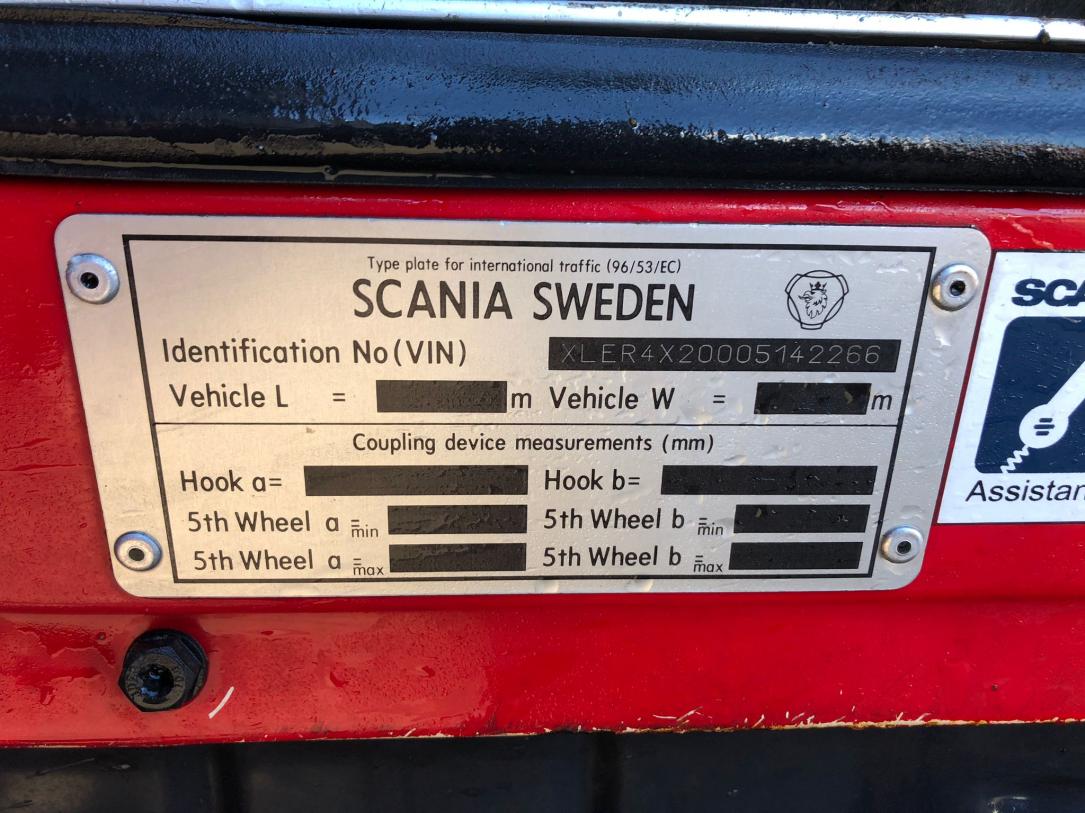 Type plate for international traffic (96/53/EC)
SCANIA SWEDEN
Identification No(VIN) XLER4X20005142266
Vehicle L = m Vehicle W = m
Coupling device measurements (mm)
Hook a= Hook b=
5th Wheel a = min 5th Wheel b = min
5th Wheel a = max 5th Wheel b = max
SCA
Assistan